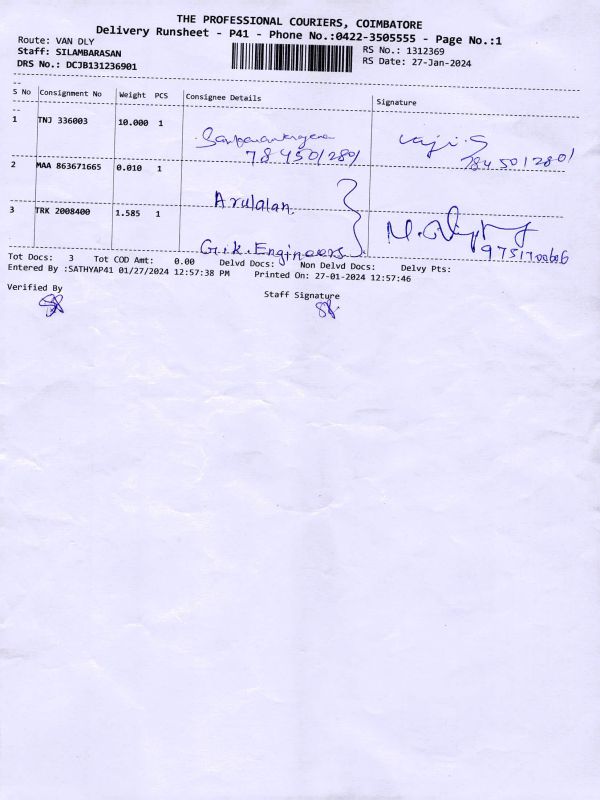 THE PROFESSIONAL COURIERS, COIMBATORE
Delivery Runsheet - P41 - Phone No.:0422-3505555 - Page No.:1
Route: VAN DLY RS No.: 1312369
Staff: SILAMBARASAN RS Date: 27-Jan-2024
DRS No.: DCJB131236901
S No Consignment No Weight PCS Consignee Details Signature
1 TNJ 336003 10.000 1
7845012801 7845012801
2 MAA 863671665 0.010 1
Arulalan
3 TRK 2008400 1.585 1
G.K.Engineers
Tot Docs: 3 Tot COD Amt: 0.00 Delvd Docs: Non Delvd Docs: Delvy Pts:
Entered By :SATHYAP41 01/27/2024 12:57:38 PM Printed On: 27-01-2024 12:57:46
Verified By
Staff Signature